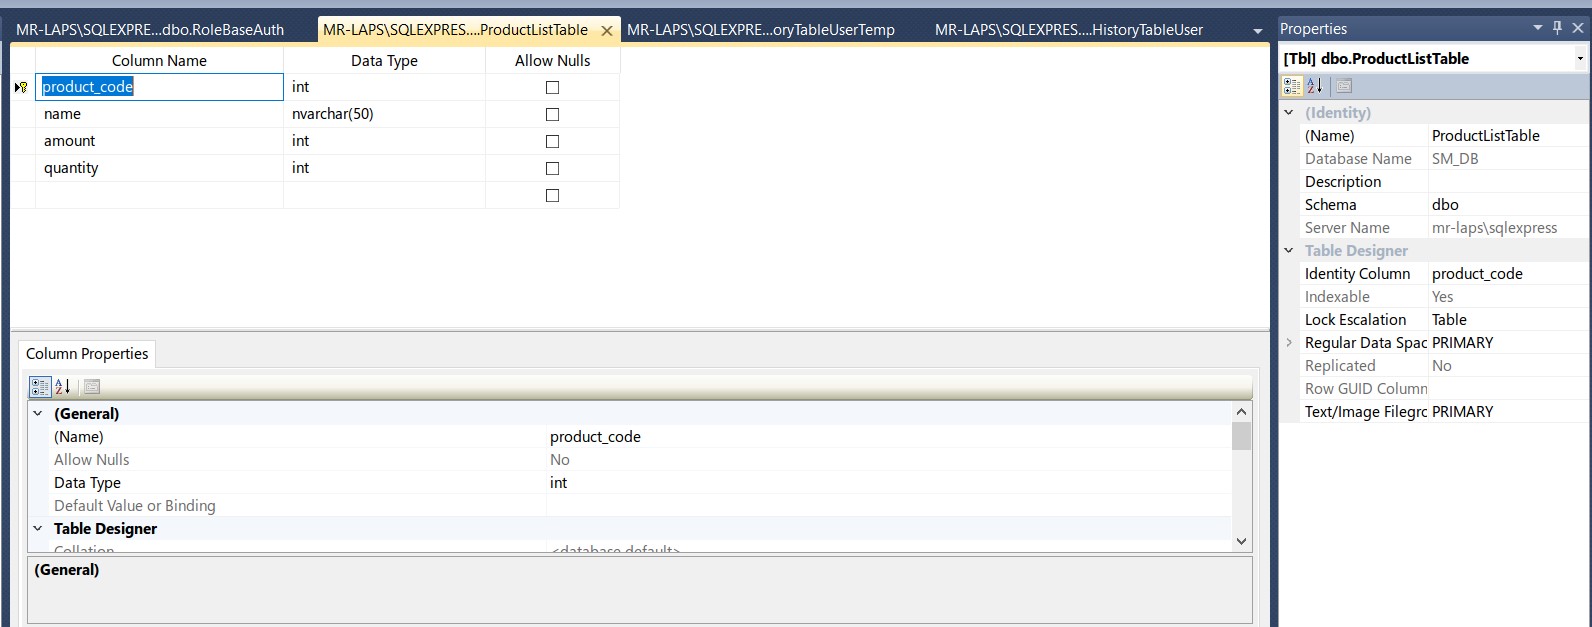 MR-LAPS\SQLEXPRE...dbo.RoleBaseAuth
MR-LAPS\SQLEXPRES....ProductListTable
MR-LAPS\SQLEXPRE...oryTableUserTemp
MR-LAPS\SQLEXPRES....HistoryTableUser
Column Name Data Type Allow Nulls
product_code int
name nvarchar(50)
amount int
quantity int
Column Properties
(General)
(Name) product_code
Allow Nulls No
Data Type int
Default Value or Binding
Table Designer
Collation <database default>
(General)
Properties
[Tbl] dbo.ProductListTable
(Identity)
(Name) ProductListTable
Database Name SM_DB
Description
Schema dbo
Server Name mr-laps\sqlexpress
Table Designer
Identity Column product_code
Indexable Yes
Lock Escalation Table
Regular Data Spac PRIMARY
Replicated No
Row GUID Column
Text/Image Filegrc PRIMARY